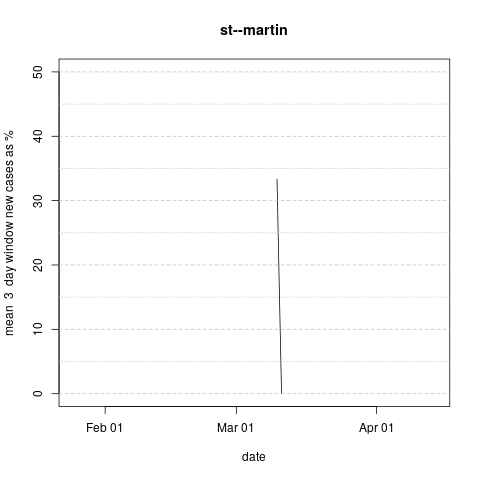 st--martin
mean  3  day window new cases as %
50
40
30
20
10
0
Feb 01
Mar 01
Apr 01
date